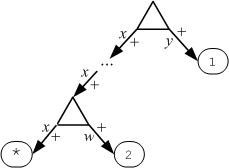 x + y +
1
...
x +
x + w +
* 2